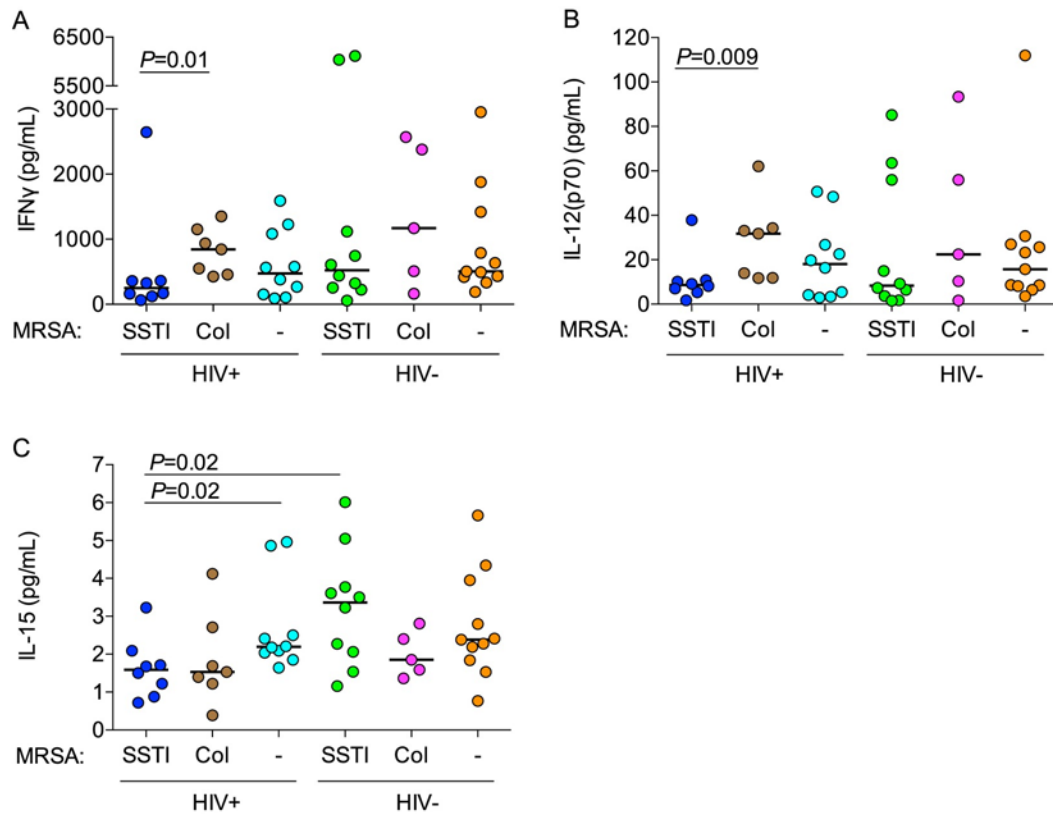 A
IFNγ (pg/mL)
6500
5500
3000
2000
1000
0
P=0.01
MRSA: SSTI Col - SSTI Col -
HIV+ HIV-
B
IL-12(p70) (pg/mL)
120
100
80
60
40
20
0
P=0.009
MRSA: SSTI Col - SSTI Col -
HIV+ HIV-
C
IL-15 (pg/mL)
7
6
5
4
3
2
1
0
P=0.02
P=0.02
MRSA: SSTI Col - SSTI Col -
HIV+ HIV-